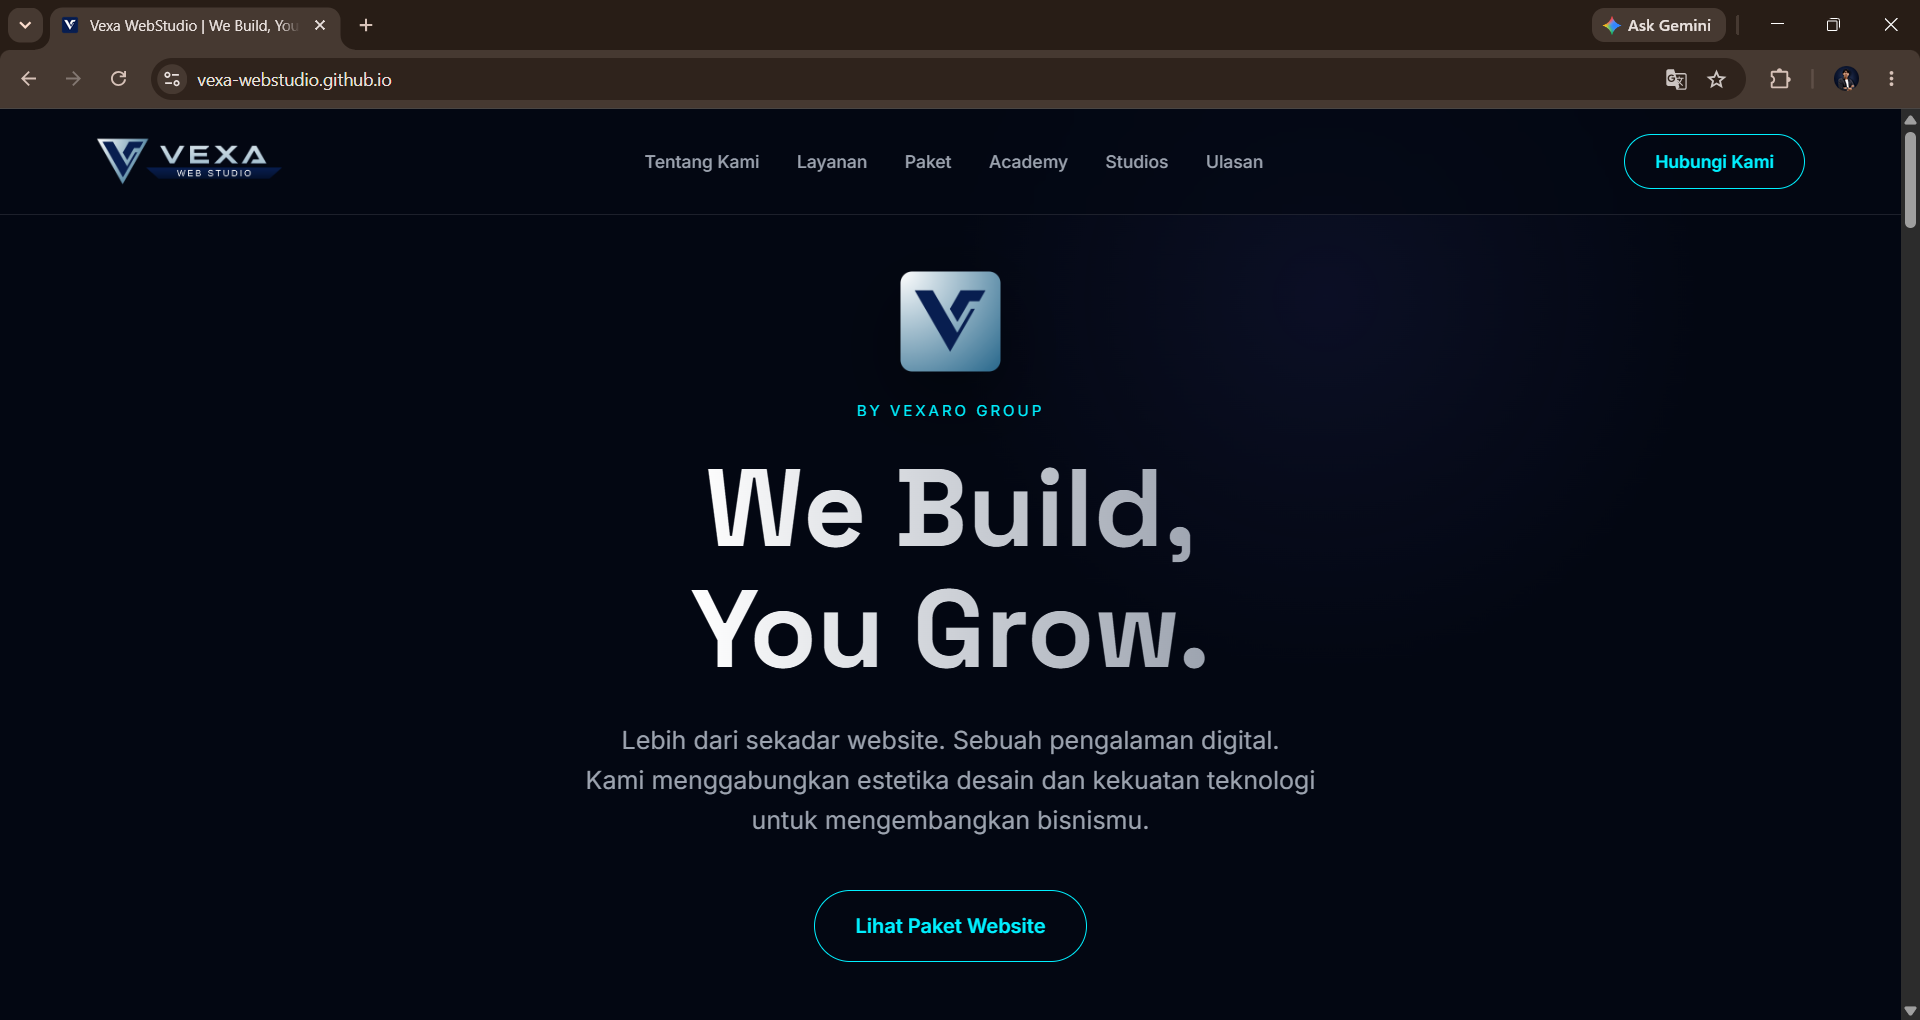 Vexa WebStudio | We Build, You
Ask Gemini
vexa-webstudio.github.io
VEXA
WEB STUDIO
Tentang Kami
Layanan
Paket
Academy
Studios
Ulasan
Hubungi Kami
BY VEXARO GROUP
We Build,
You Grow.
Lebih dari sekadar website. Sebuah pengalaman digital.
Kami menggabungkan estetika desain dan kekuatan teknologi
untuk mengembangkan bisnismu.
Lihat Paket Website